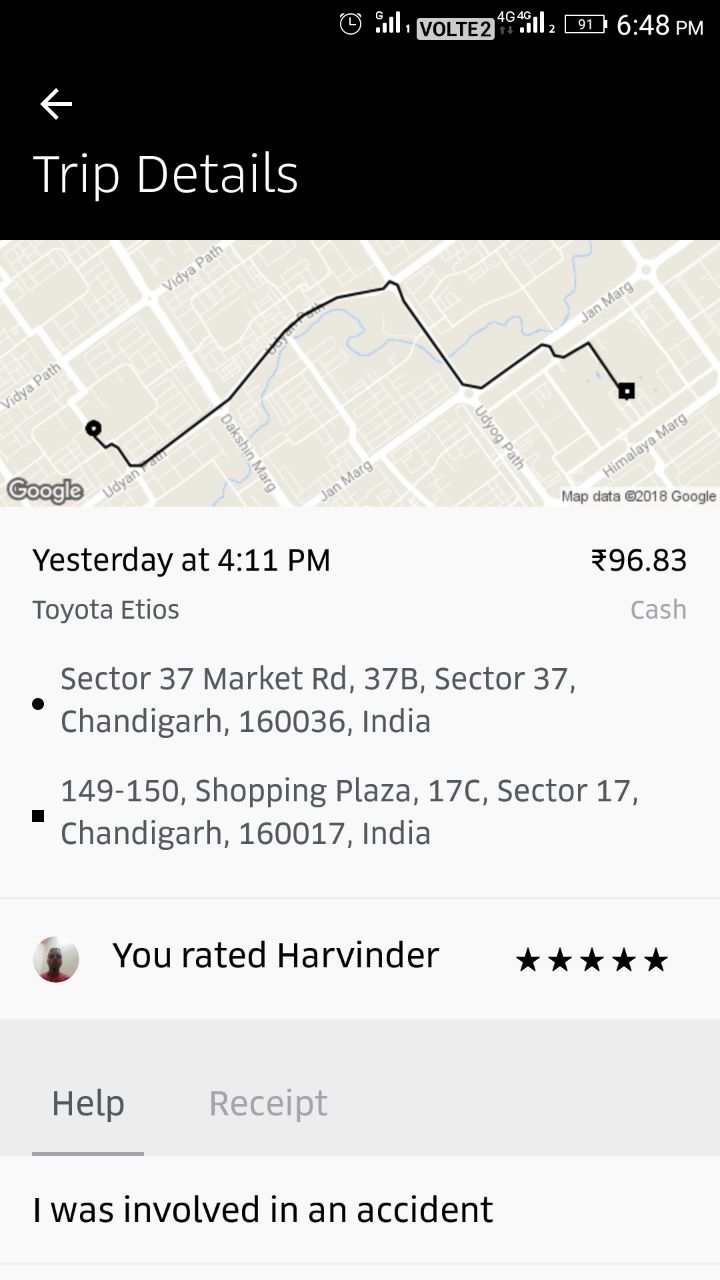 G 1 VOLTE2 4G4G 2 91 6:48 PM
Trip Details
Vidya Path
Udyan Path
Jan Marg
Vidya Path
Dakshin Marg
Udyog Path
Himalaya Marg
Jan Marg
Udyan Path
Google
Map data ©2018 Google
Yesterday at 4:11 PM ₹96.83
Toyota Etios Cash
Sector 37 Market Rd, 37B, Sector 37,
Chandigarh, 160036, India
149-150, Shopping Plaza, 17C, Sector 17,
Chandigarh, 160017, India
You rated Harvinder ★★★★★
Help Receipt
I was involved in an accident